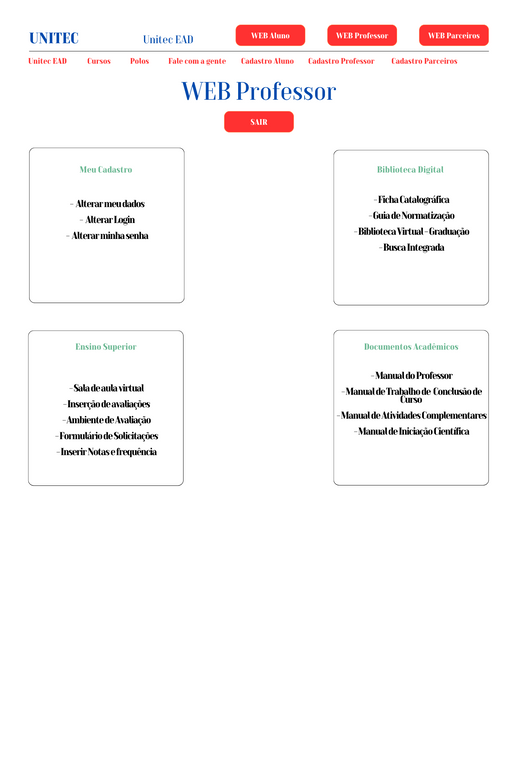 UNITEC
Unitec EAD
WEB Aluno
WEB Professor
WEB Parceiros
Unitec EAD
Cursos
Polos
Fale com a gente
Cadastro Aluno
Cadastro Professor
Cadastro Parceiros
WEB Professor
SAIR
Meu Cadastro
- Alterar meu dados
- Alterar Login
- Alterar minha senha
Biblioteca Digital
- Ficha Catalográfica
- Guia de Normatização
- Biblioteca Virtual - Graduação
- Busca Integrada
Ensino Superior
- Sala de aula virtual
- Inserção de avaliações
- Ambiente de Avaliação
- Formulário de Solicitações
- Inserir Notas e frequência
Documentos Acadêmicos
- Manual do Professor
- Manual de Trabalho de Conclusão de
Curso
- Manual de Atividades Complementares
- Manual de Iniciação Científica